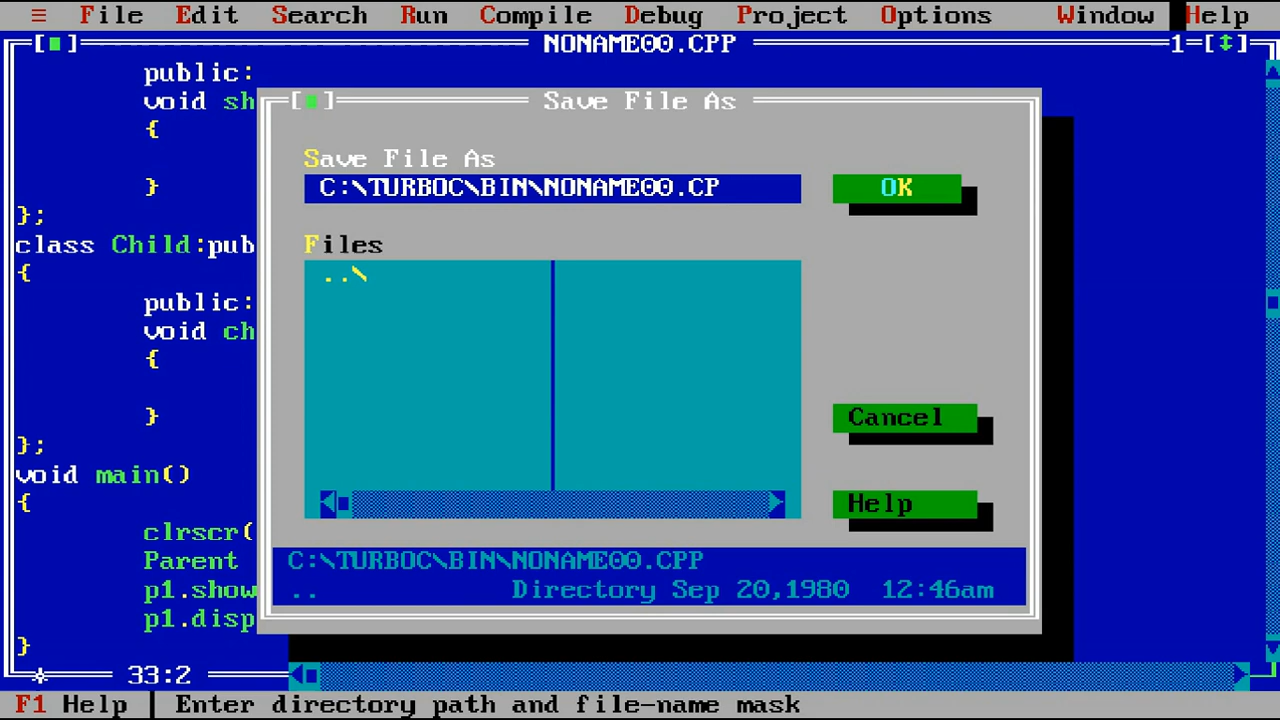 ≡ File Edit Search Run Compile Debug Project Options Window Help
[■] NONAME00.CPP 1=[↕]
public:
void sh
{
}
};
class Child:pub
{
public:
void ch
{
}
};
void main()
{
clrscr(
Parent
p1.show
p1.disp
}
33:2
[■] Save File As
Save File As
C:\TURBOC\BIN\NONAME00.CP
OK
Files
..\
Cancel
Help
C:\TURBOC\BIN\NONAME00.CPP
.. Directory Sep 20,1980 12:46am
F1 Help │ Enter directory path and file-name mask